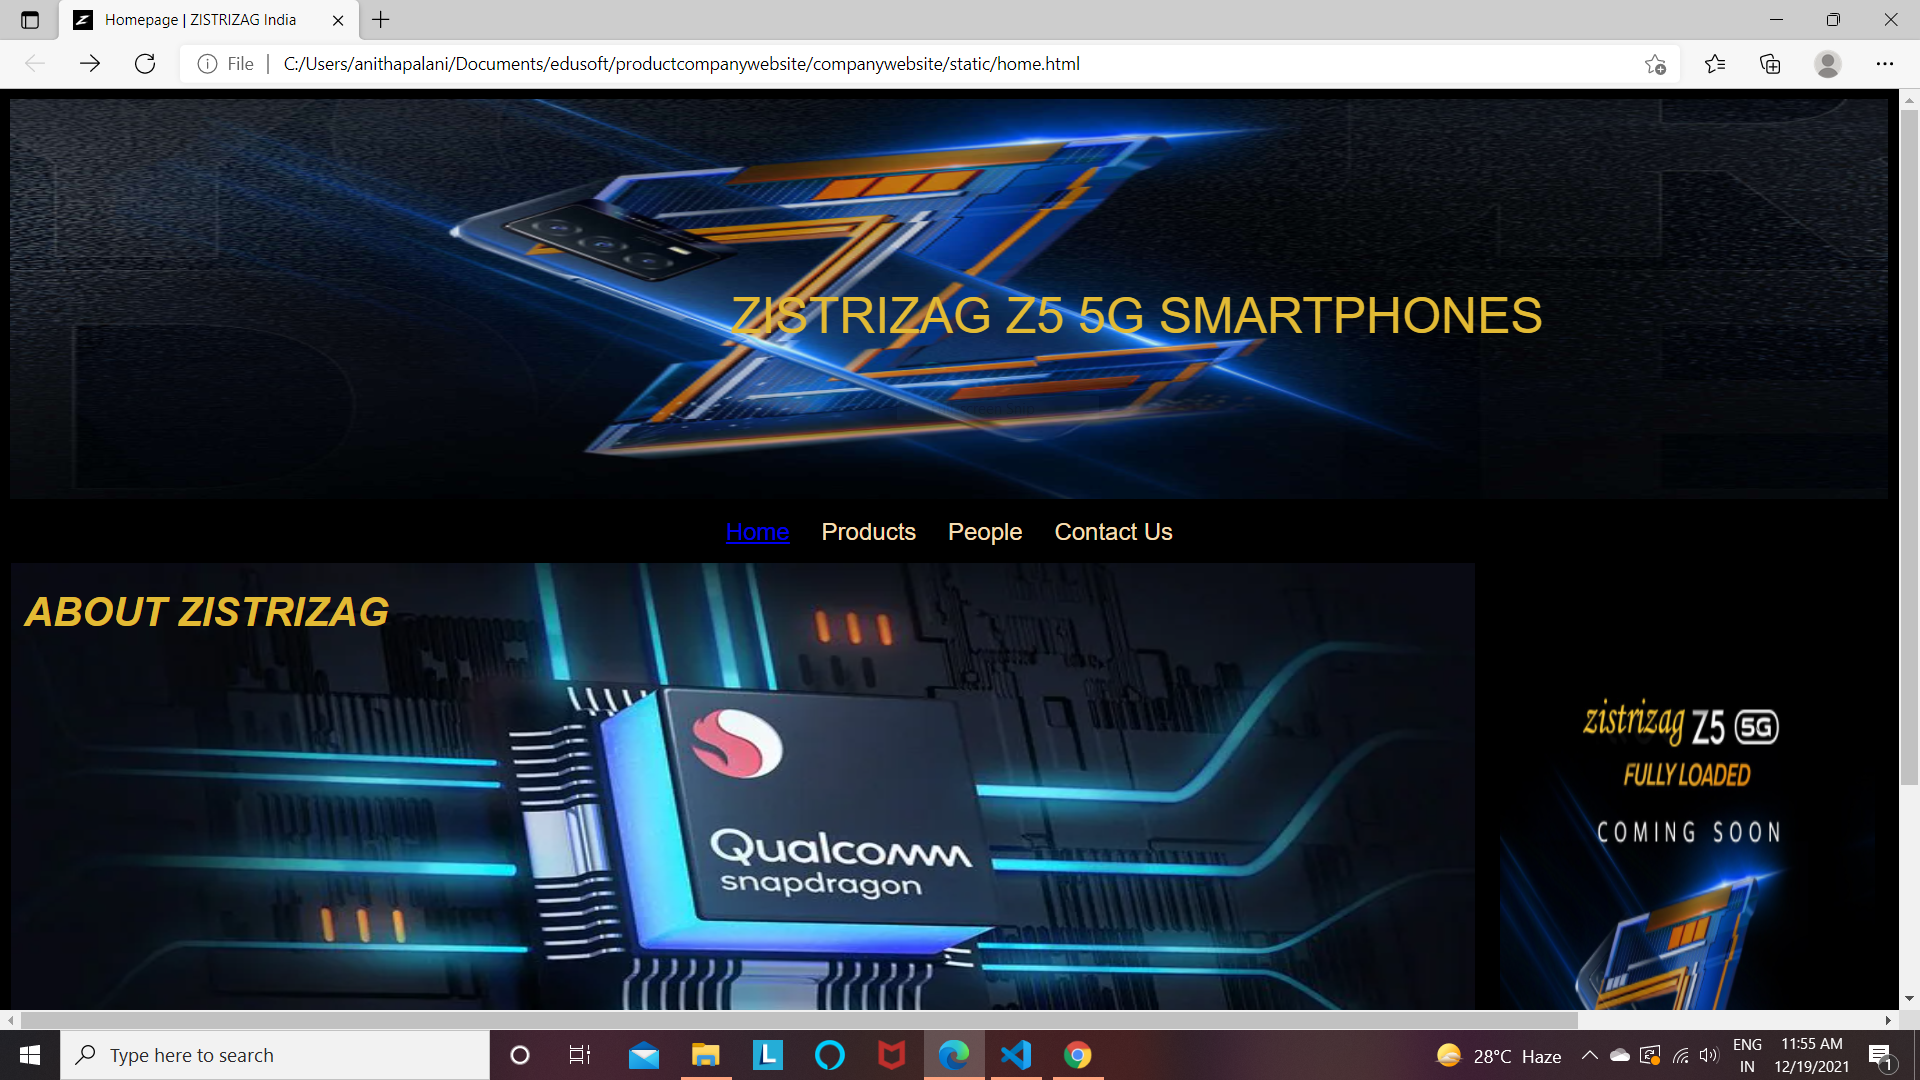 Homepage | ZISTRIZAG India
File | C:/Users/anithapalani/Documents/edusoft/productcompanywebsite/companywebsite/static/home.html
ZISTRIZAG Z5 5G SMARTPHONES
Home Products People Contact Us
ABOUT ZISTRIZAG
Qualcomm
snapdragon
zistrizag Z5 5G
FULLY LOADED
COMING SOON
Type here to search
L
28°C Haze
ENG
IN
11:55 AM
12/19/2021
1